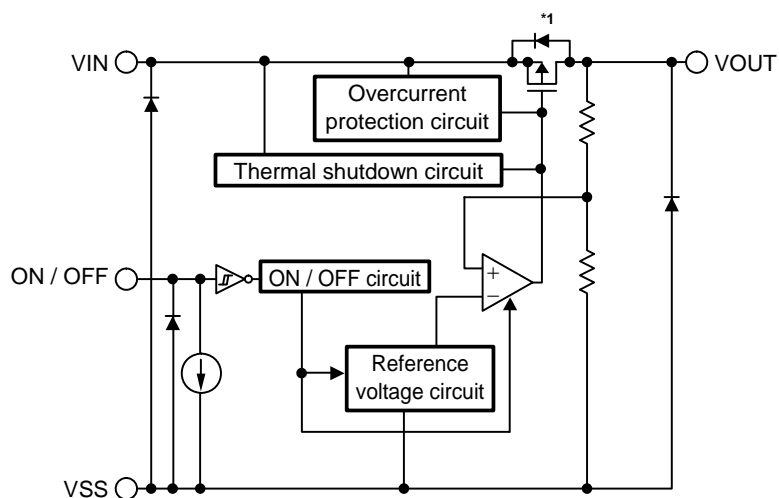 *1
VIN
VOUT
Overcurrent
protection circuit
Thermal shutdown circuit
ON / OFF
ON / OFF circuit
+
−
Reference
voltage circuit
VSS